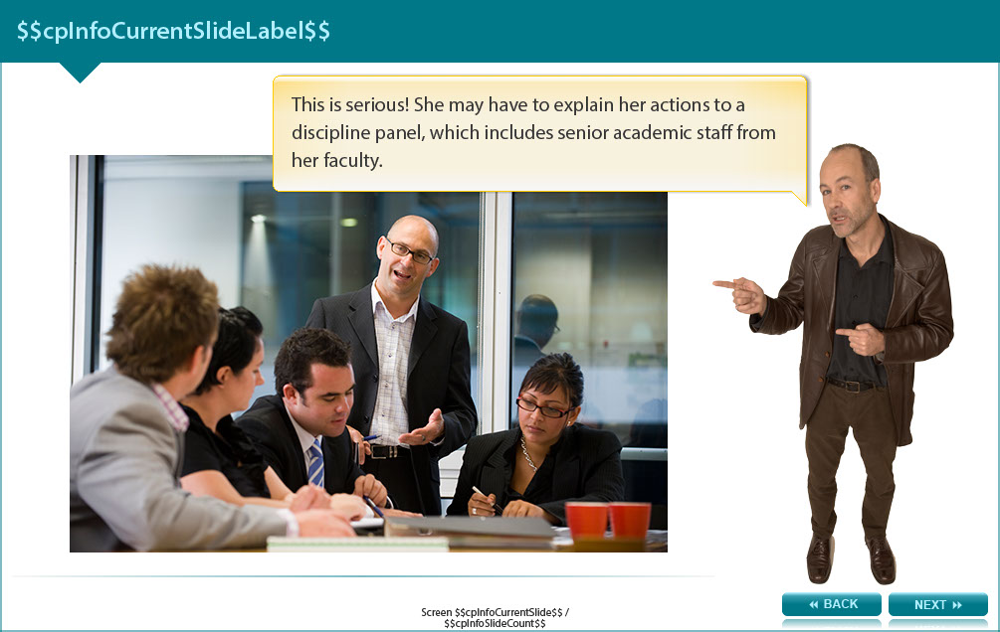 $$cpInfoCurrentSlideLabel$$
This is serious! She may have to explain her actions to a
discipline panel, which includes senior academic staff from
her faculty.
Screen $$cpInfoCurrentSlide$$ /
$$cpInfoSlideCount$$
BACK
NEXT